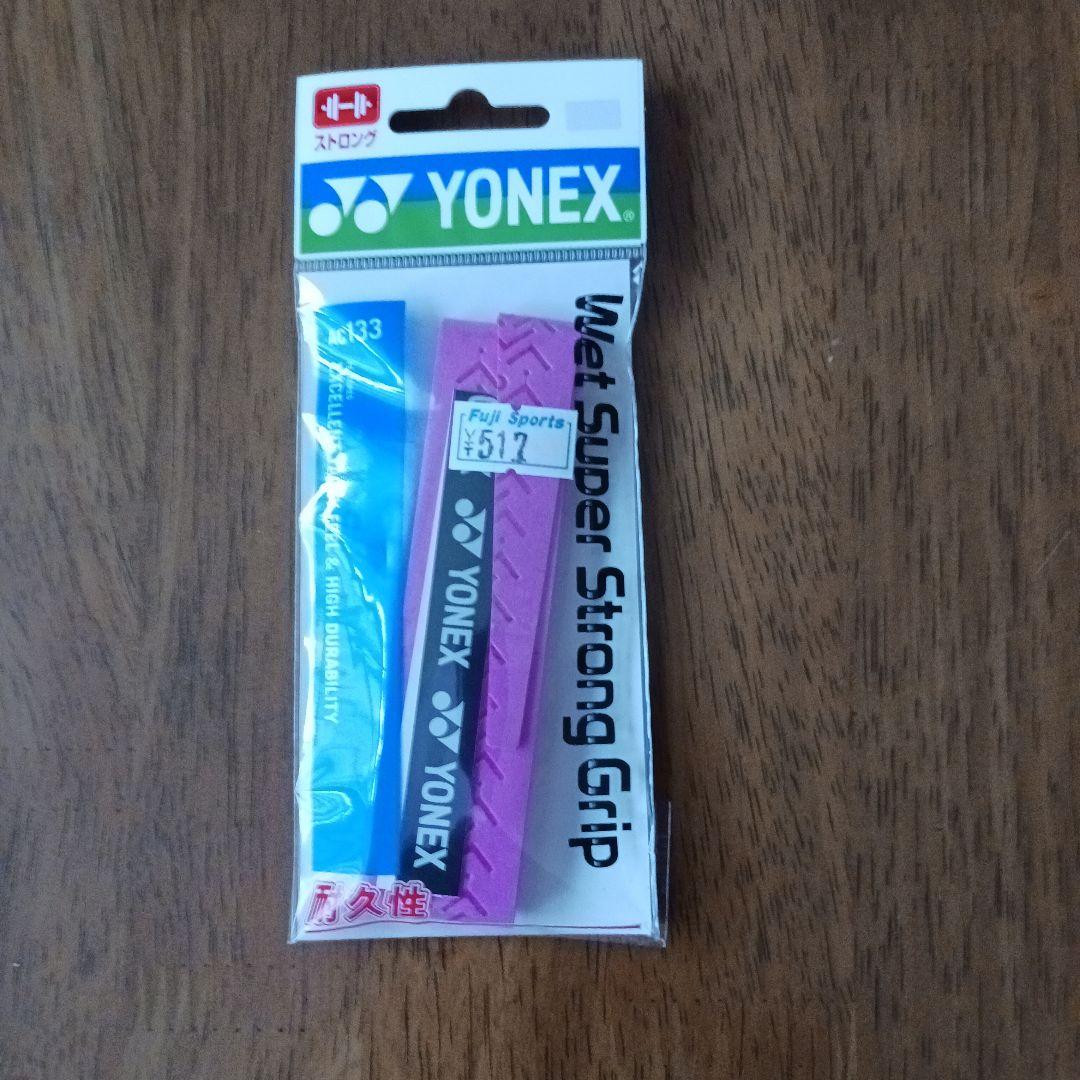 ストロング
YONEX®
AC133
EXCELLENT
& HIGH DURABILITY
Wet Super Strong Grip
Fuji Sports
¥517
YONEX
YONEX
耐久性